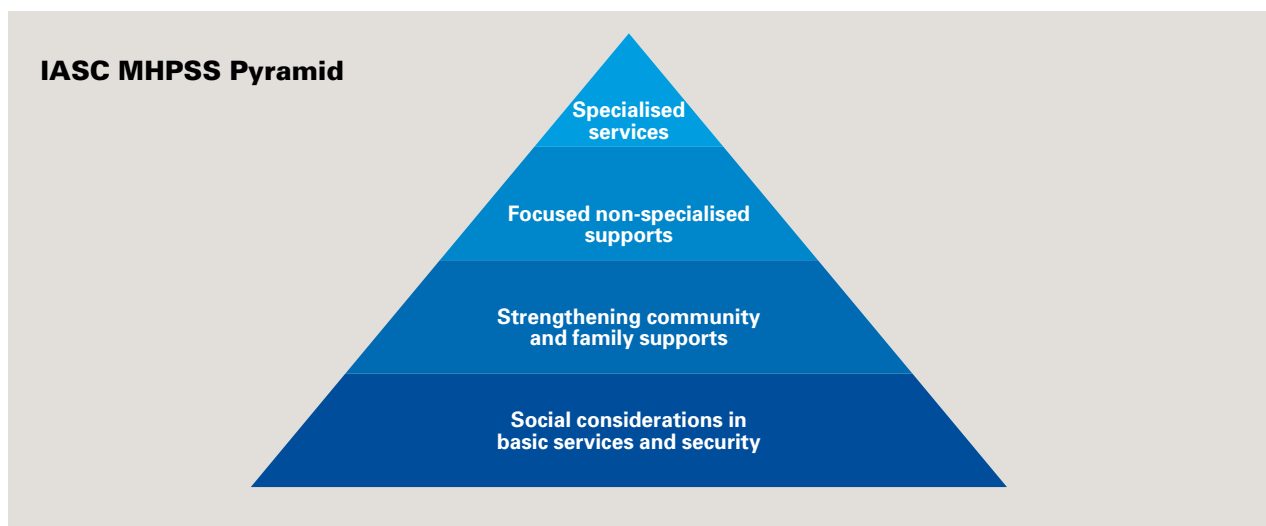 IASC MHPSS Pyramid
Specialised
services
Focused non-specialised
supports
Strengthening community
and family supports
Social considerations in
basic services and security